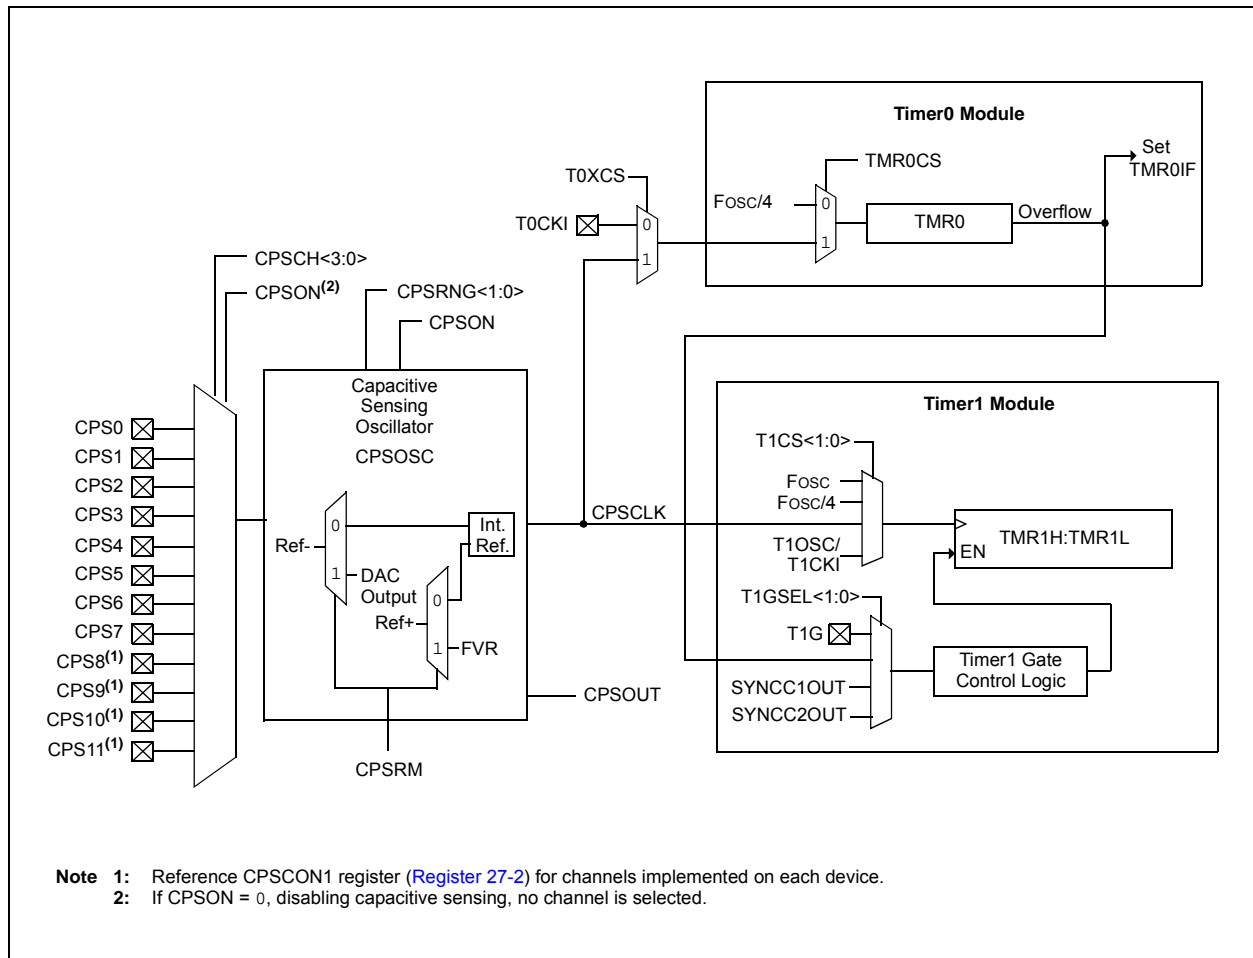 Timer0 Module
Set
TMR0IF
TMR0CS
T0XCS
FOSC/4
0
1
TMR0
Overflow
T0CKI
0
1
CPSCH<3:0>
CPSON(2)
CPSRNG<1:0>
CPSON
Capacitive
Sensing
Oscillator
CPSOSC
Timer1 Module
CPS0
CPS1
CPS2
CPS3
CPS4
CPS5
CPS6
CPS7
CPS8(1)
CPS9(1)
CPS10(1)
CPS11(1)
0
1
Ref-
DAC
Output
Int.
Ref.
0
1
Ref+
FVR
CPSCLK
CPSOUT
CPSRM
T1CS<1:0>
FOSC
FOSC/4
T1OSC/
T1CKI
EN
TMR1H:TMR1L
T1GSEL<1:0>
T1G
SYNCC1OUT
SYNCC2OUT
Timer1 Gate
Control Logic
Note 1: Reference CPSCON1 register (Register 27-2) for channels implemented on each device.
2: If CPSON = 0, disabling capacitive sensing, no channel is selected.